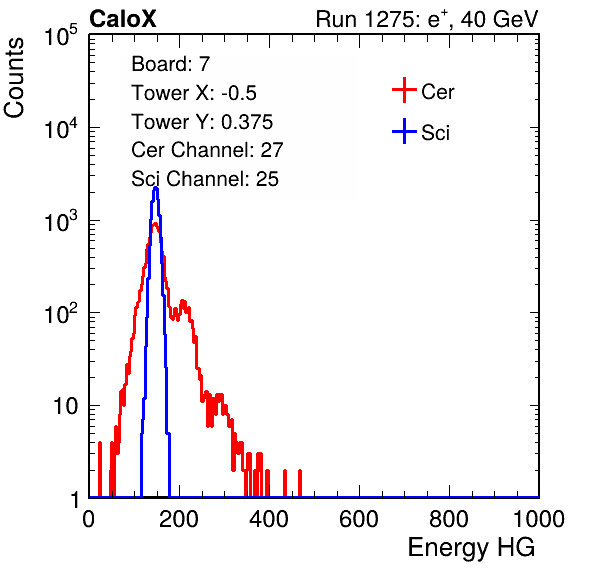 CaloX Run 1275: e⁺, 40 GeV
Counts
Board: 7
Tower X: -0.5
Tower Y: 0.375
Cer Channel: 27
Sci Channel: 25
Cer
Sci
10⁵
10⁴
10³
10²
10
1
0 200 400 600 800 1000
Energy HG